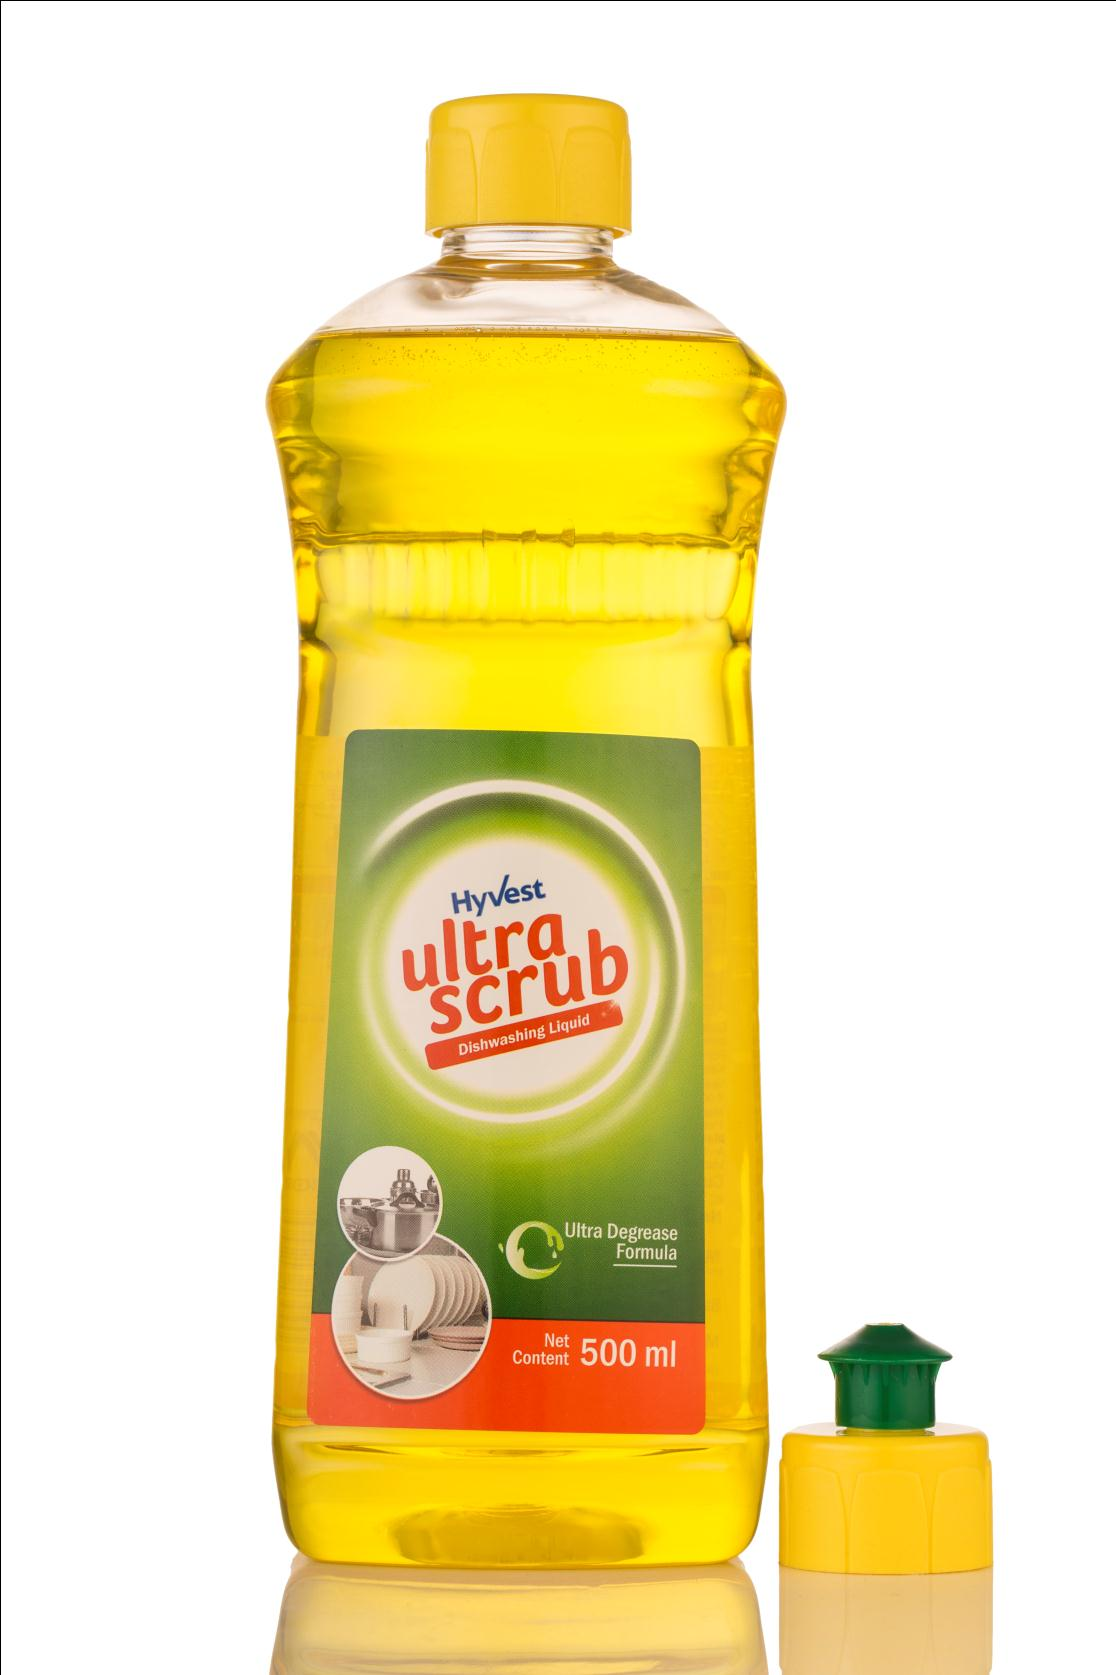 HyVest
ultra
scrub
Dishwashing Liquid
Ultra Degrease
Formula
Net
Content 500 ml